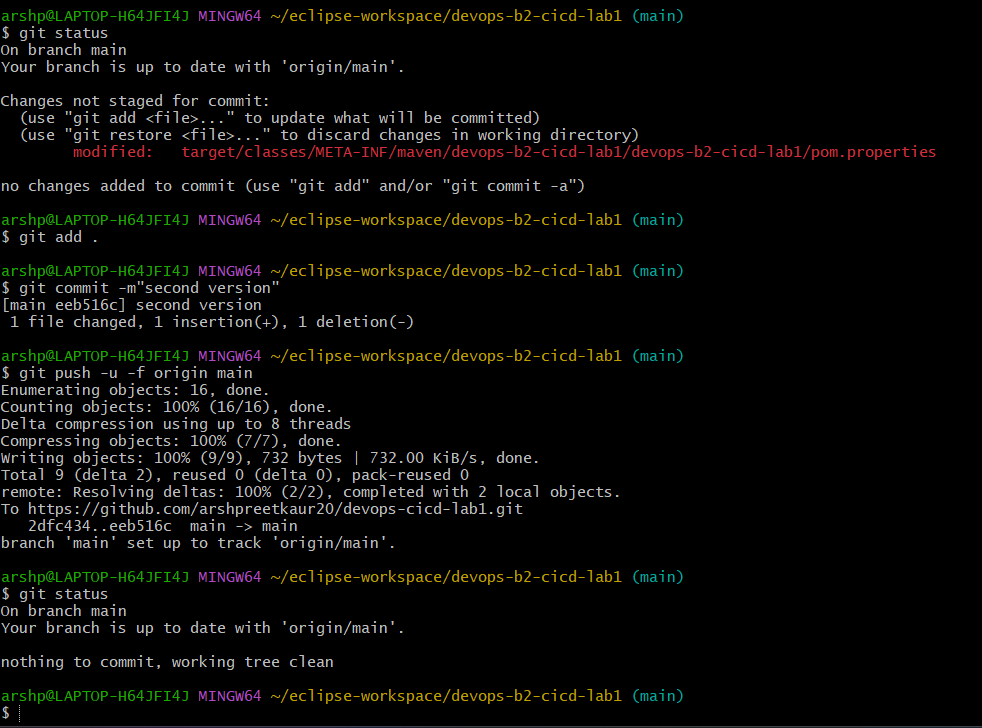 arshp@LAPTOP-H64JFI4J MINGW64 ~/eclipse-workspace/devops-b2-cicd-lab1 (main)
$ git status
On branch main
Your branch is up to date with 'origin/main'.
Changes not staged for commit:
  (use "git add <file>..." to update what will be committed)
  (use "git restore <file>..." to discard changes in working directory)
        modified:   target/classes/META-INF/maven/devops-b2-cicd-lab1/devops-b2-cicd-lab1/pom.properties
no changes added to commit (use "git add" and/or "git commit -a")
arshp@LAPTOP-H64JFI4J MINGW64 ~/eclipse-workspace/devops-b2-cicd-lab1 (main)
$ git add .
arshp@LAPTOP-H64JFI4J MINGW64 ~/eclipse-workspace/devops-b2-cicd-lab1 (main)
$ git commit -m"second version"
[main eeb516c] second version
 1 file changed, 1 insertion(+), 1 deletion(-)
arshp@LAPTOP-H64JFI4J MINGW64 ~/eclipse-workspace/devops-b2-cicd-lab1 (main)
$ git push -u -f origin main
Enumerating objects: 16, done.
Counting objects: 100% (16/16), done.
Delta compression using up to 8 threads
Compressing objects: 100% (7/7), done.
Writing objects: 100% (9/9), 732 bytes | 732.00 KiB/s, done.
Total 9 (delta 2), reused 0 (delta 0), pack-reused 0
remote: Resolving deltas: 100% (2/2), completed with 2 local objects.
To https://github.com/arshpreetkaur20/devops-cicd-lab1.git
   2dfc434..eeb516c  main -> main
branch 'main' set up to track 'origin/main'.
arshp@LAPTOP-H64JFI4J MINGW64 ~/eclipse-workspace/devops-b2-cicd-lab1 (main)
$ git status
On branch main
Your branch is up to date with 'origin/main'.
nothing to commit, working tree clean
arshp@LAPTOP-H64JFI4J MINGW64 ~/eclipse-workspace/devops-b2-cicd-lab1 (main)
$